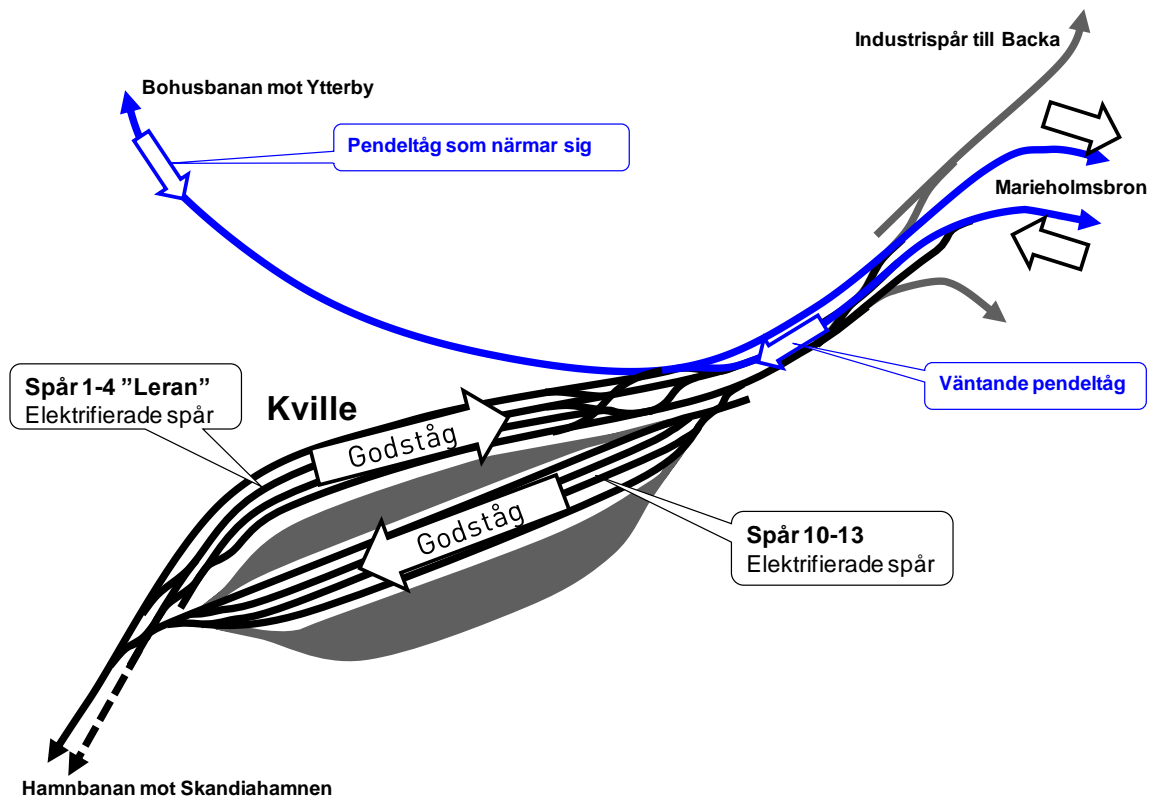 Industrispår till Backa
Bohusbanan mot Ytterby
Pendeltåg som närmar sig
Marieholmsbron
Spår 1-4 ”Leran”
Elektrifierade spår
Kville
Väntande pendeltåg
Godståg
Godståg
Spår 10-13
Elektrifierade spår
Hamnbanan mot Skandiahamnen